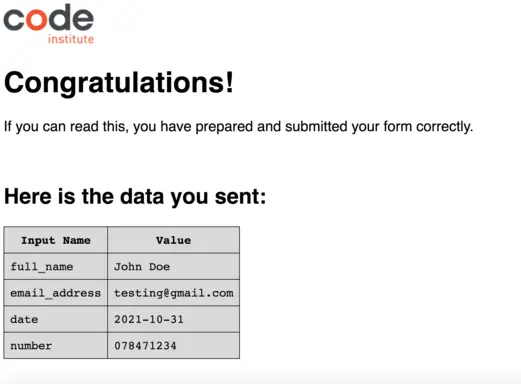 code
institute
Congratulations!
If you can read this, you have prepared and submitted your form correctly.
Here is the data you sent:
Input Name Value
full_name John Doe
email_address testing@gmail.com
date 2021-10-31
number 078471234